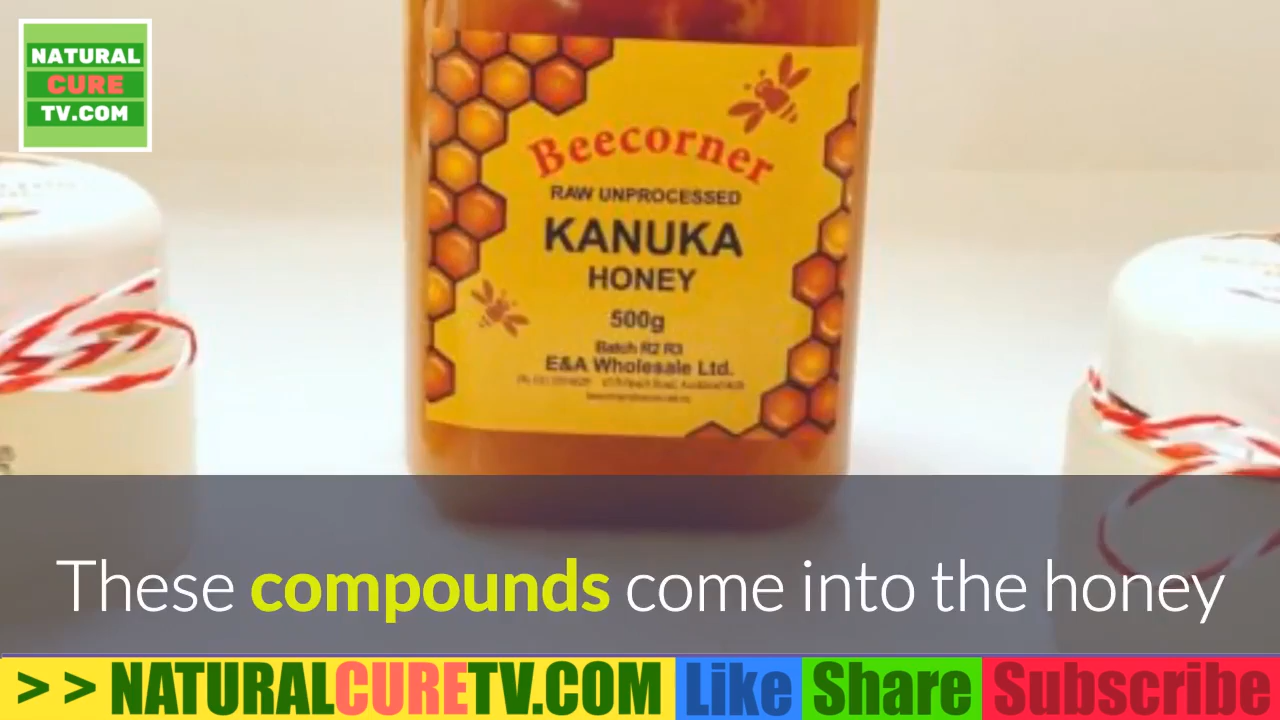 NATURAL
CURE
TV.COM
Beecorner
RAW UNPROCESSED
KANUKA
HONEY
500g
Batch R2 R3
E&A Wholesale Ltd.
These compounds come into the honey
>> NATURALCURETV.COM Like Share Subscribe